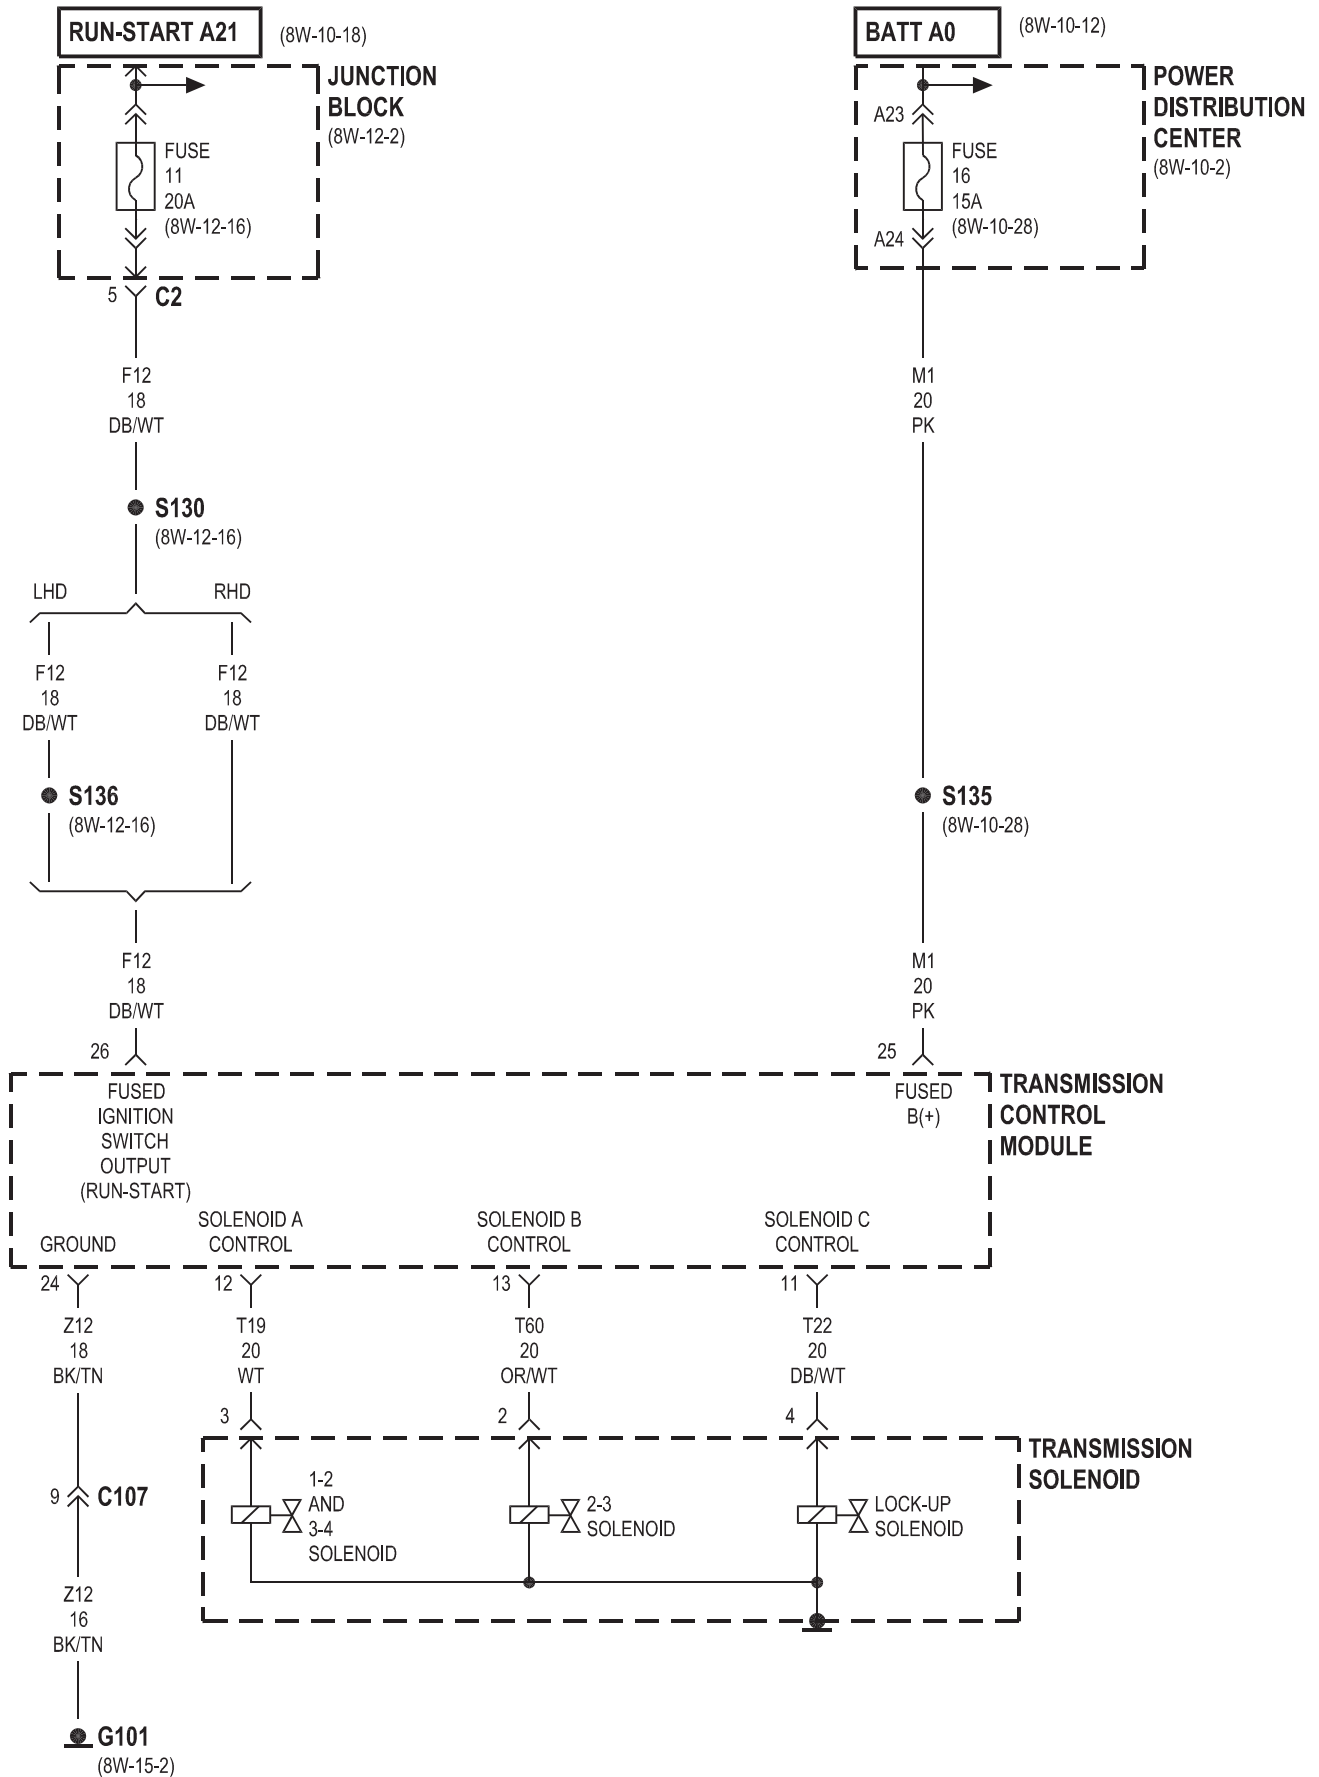 RUN-START A21
(8W-10-18)
BATT A0
(8W-10-12)
JUNCTION
BLOCK
(8W-12-2)
FUSE
11
20A
(8W-12-16)
5
C2
POWER
DISTRIBUTION
CENTER
(8W-10-2)
A23
FUSE
16
15A
(8W-10-28)
A24
F12
18
DB/WT
M1
20
PK
S130
(8W-12-16)
LHD
RHD
F12
18
DB/WT
F12
18
DB/WT
S136
(8W-12-16)
S135
(8W-10-28)
F12
18
DB/WT
M1
20
PK
26
25
FUSED
IGNITION
SWITCH
OUTPUT
(RUN-START)
FUSED
B(+)
TRANSMISSION
CONTROL
MODULE
GROUND
SOLENOID A
CONTROL
SOLENOID B
CONTROL
SOLENOID C
CONTROL
24
12
13
11
Z12
18
BK/TN
T19
20
WT
T60
20
OR/WT
T22
20
DB/WT
3
2
4
TRANSMISSION
SOLENOID
1-2
AND
3-4
SOLENOID
2-3
SOLENOID
LOCK-UP
SOLENOID
9
C107
Z12
16
BK/TN
G101
(8W-15-2)